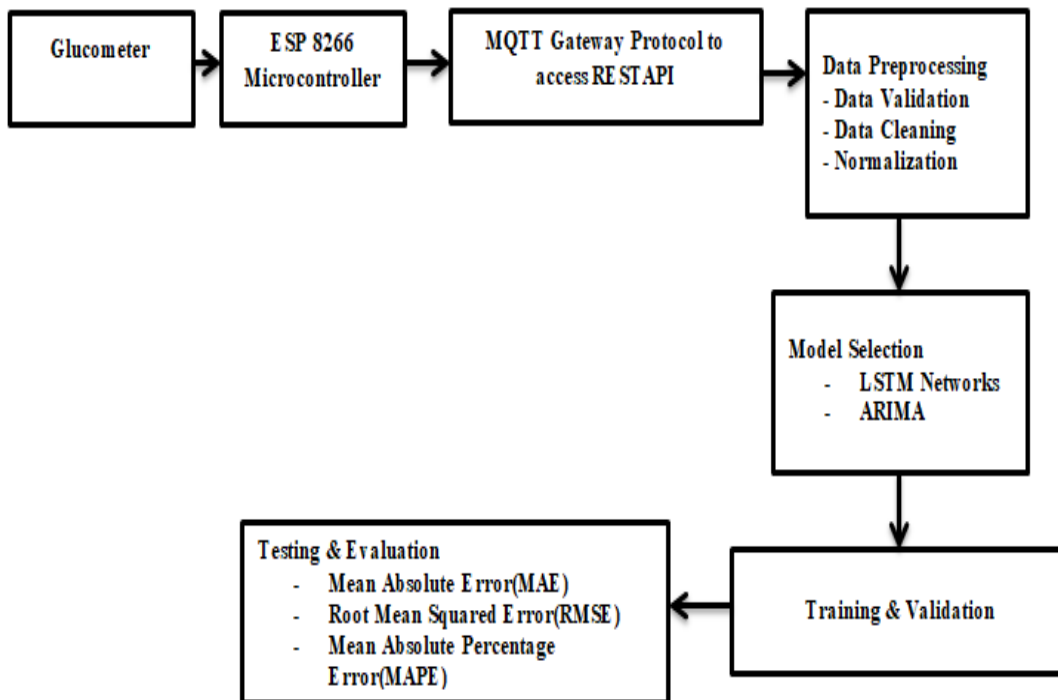 Glucometer
ESP 8266
Microcontroller
MQTT Gateway Protocol to
access RESTAPI
Data Preprocessing
- Data Validation
- Data Cleaning
- Normalization
Model Selection
- LSTM Networks
- ARIMA
Training & Validation
Testing & Evaluation
- Mean Absolute Error(MAE)
- Root Mean Squared Error(RMSE)
- Mean Absolute Percentage
Error(MAPE)